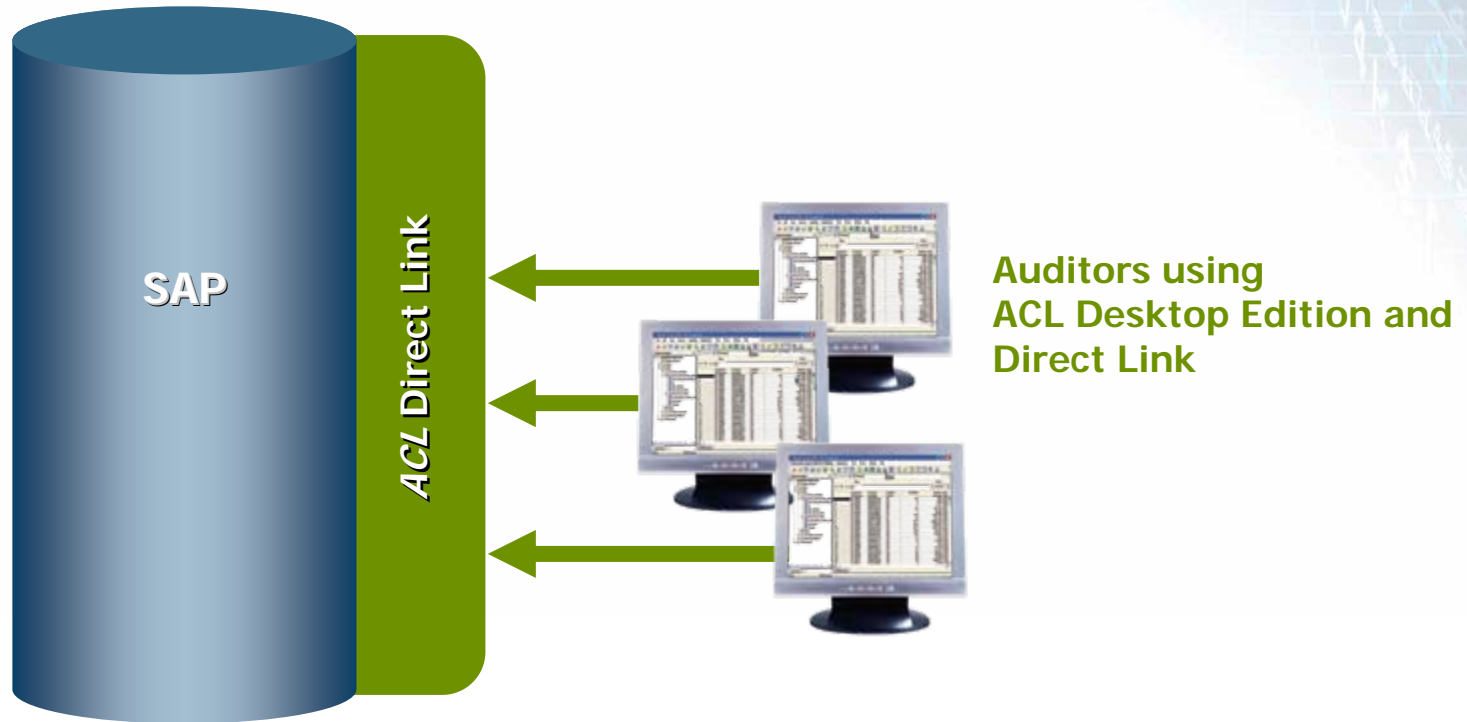 SAP
ACL Direct Link
Auditors using
ACL Desktop Edition and
Direct Link